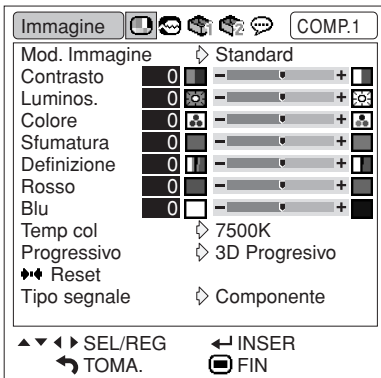 Immagine COMP.1
Mod. Immagine Standard
Contrasto 0 - +
Luminos. 0 - +
Colore 0 - +
Sfumatura 0 - +
Definizione 0 - +
Rosso 0 - +
Blu 0 - +
Temp col 7500K
Progressivo 3D Progresivo
Reset
Tipo segnale Componente
SEL/REG INSER
TOMA. FIN